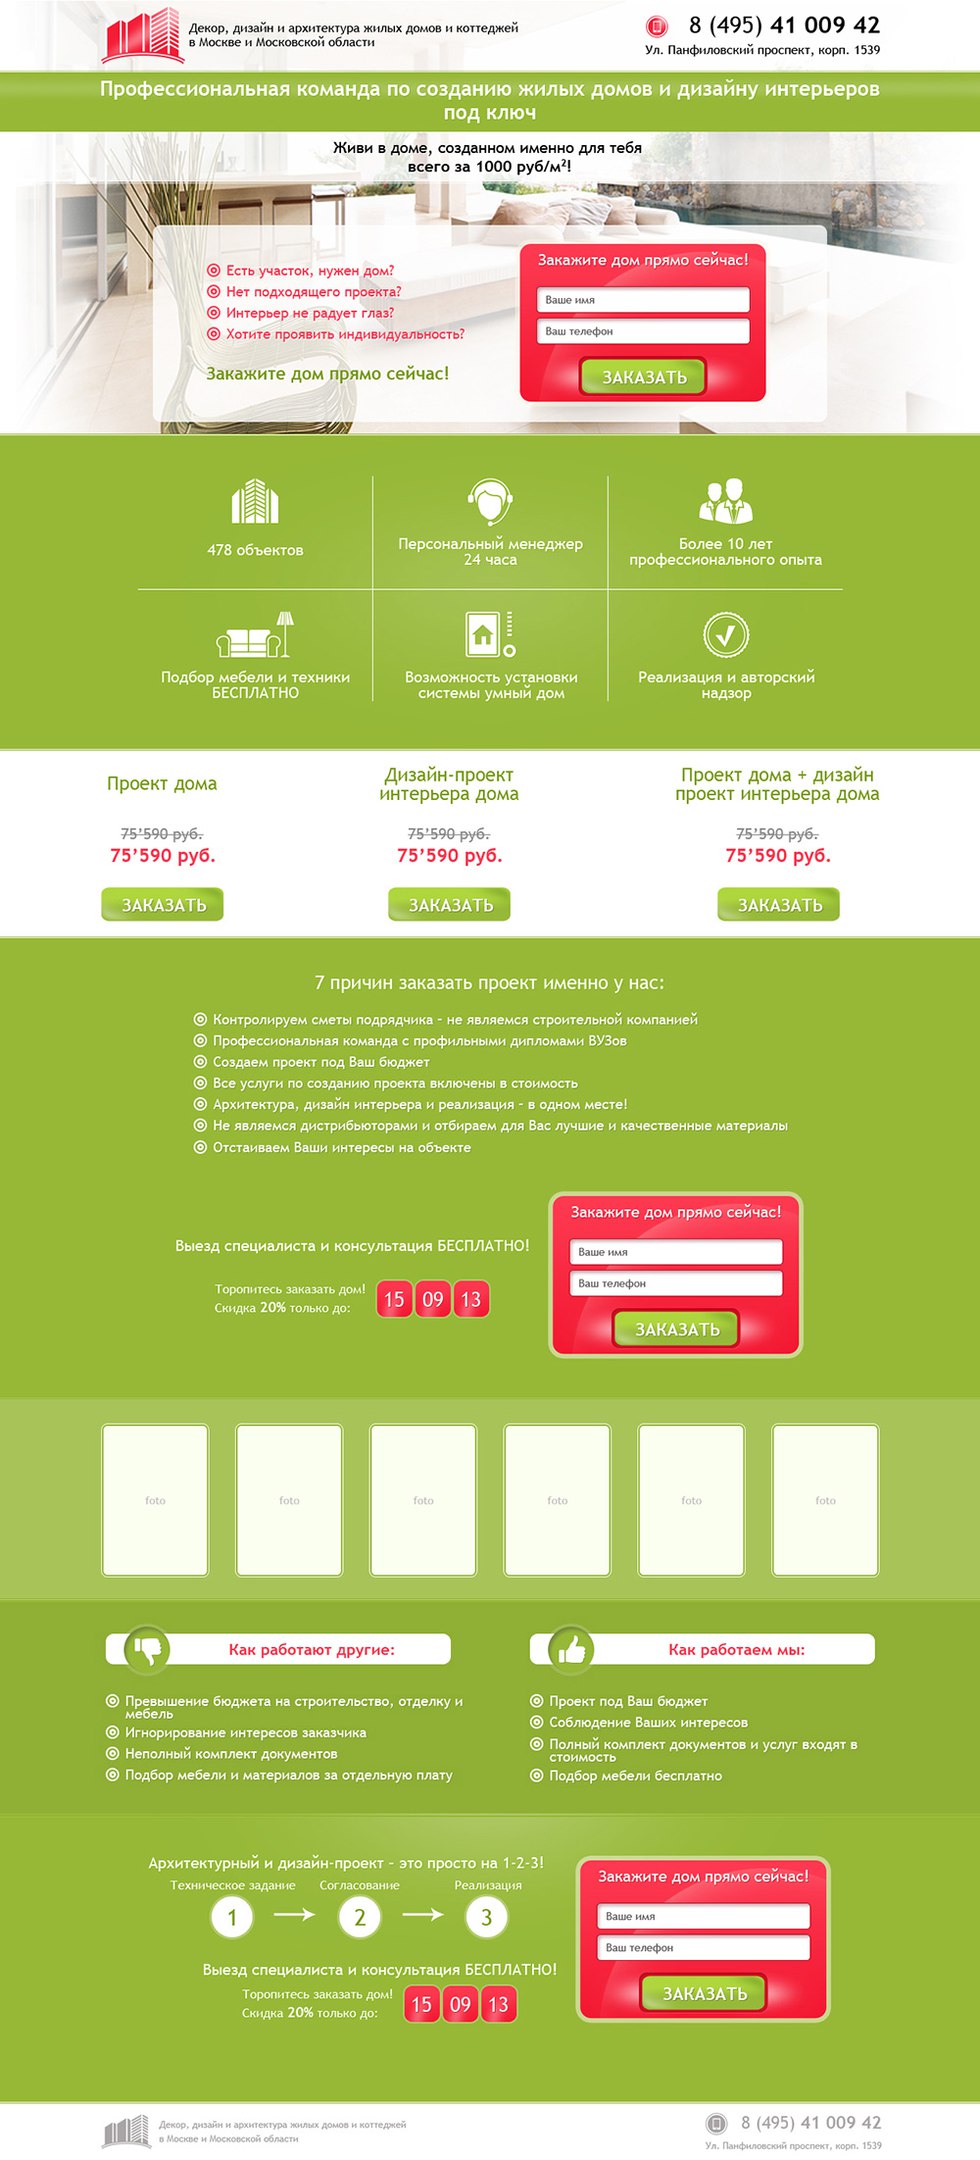 Декор, дизайн и архитектура жилых домов и коттеджей
в Москве и Московской области
8 (495) 41 009 42
Ул. Панфиловский проспект, корп. 1539
Профессиональная команда по созданию жилых домов и дизайну интерьеров
под ключ
Живи в доме, созданном именно для тебя
всего за 1000 руб/м²!
Есть участок, нужен дом?
Нет подходящего проекта?
Интерьер не радует глаз?
Хотите проявить индивидуальность?
Закажите дом прямо сейчас!
Закажите дом прямо сейчас!
Ваше имя
Ваш телефон
ЗАКАЗАТЬ
478 объектов
Персональный менеджер
24 часа
Более 10 лет
профессионального опыта
Подбор мебели и техники
БЕСПЛАТНО
Возможность установки
системы умный дом
Реализация и авторский
надзор
Проект дома
75’590 руб.
75’590 руб.
ЗАКАЗАТЬ
Дизайн-проект
интерьера дома
75’590 руб.
75’590 руб.
ЗАКАЗАТЬ
Проект дома + дизайн
проект интерьера дома
75’590 руб.
75’590 руб.
ЗАКАЗАТЬ
7 причин заказать проект именно у нас:
Контролируем сметы подрядчика – не являемся строительной компанией
Профессиональная команда с профильными дипломами ВУЗов
Создаем проект под Ваш бюджет
Все услуги по созданию проекта включены в стоимость
Архитектура, дизайн интерьера и реализация – в одном месте!
Не являемся дистрибьюторами и отбираем для Вас лучшие и качественные материалы
Отстаиваем Ваши интересы на объекте
Выезд специалиста и консультация БЕСПЛАТНО!
Торопитесь заказать дом!
Скидка 20% только до:
15 09 13
Закажите дом прямо сейчас!
Ваше имя
Ваш телефон
ЗАКАЗАТЬ
foto foto foto foto foto foto
Как работают другие:
Превышение бюджета на строительство, отделку и
мебель
Игнорирование интересов заказчика
Неполный комплект документов
Подбор мебели и материалов за отдельную плату
Как работаем мы:
Проект под Ваш бюджет
Соблюдение Ваших интересов
Полный комплект документов и услуг входят в
стоимость
Подбор мебели бесплатно
Архитектурный и дизайн-проект – это просто на 1-2-3!
Техническое задание Согласование Реализация
1 2 3
Выезд специалиста и консультация БЕСПЛАТНО!
Торопитесь заказать дом!
Скидка 20% только до:
15 09 13
Закажите дом прямо сейчас!
Ваше имя
Ваш телефон
ЗАКАЗАТЬ
Декор, дизайн и архитектура жилых домов и коттеджей
в Москве и Московской области
8 (495) 41 009 42
Ул. Панфиловский проспект, корп. 1539